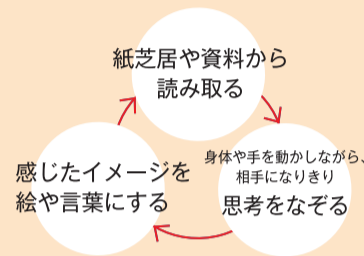 紙芝居や資料から
読み取る
身体や手を動かしながら、
相手になりきり
思考をなぞる
感じたイメージを
絵や言葉にする